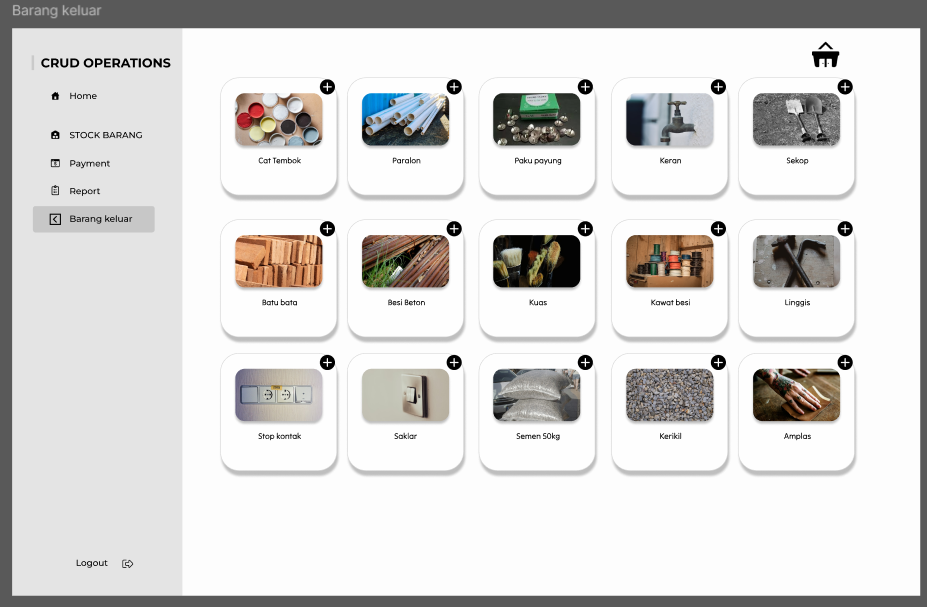 Barang keluar
CRUD OPERATIONS
Home
STOCK BARANG
Payment
Report
Barang keluar
Logout
Cat Tembok
Paralon
Paku payung
Keran
Sekop
Batu bata
Besi Beton
Kuas
Kawat besi
Linggis
Stop kontak
Saklar
Semen 50kg
Kerikil
Amplas